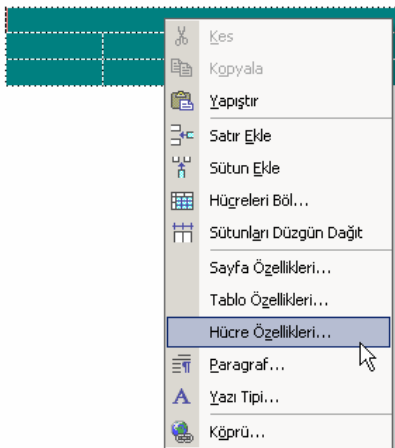 Kes
Kopyala
Yapıştır
Satır Ekle
Sütun Ekle
Hücreleri Böl...
Sütunları Düzgün Dağıt
Sayfa Özellikleri...
Tablo Özellikleri...
Hücre Özellikleri...
Paragraf...
Yazı Tipi...
Köprü...